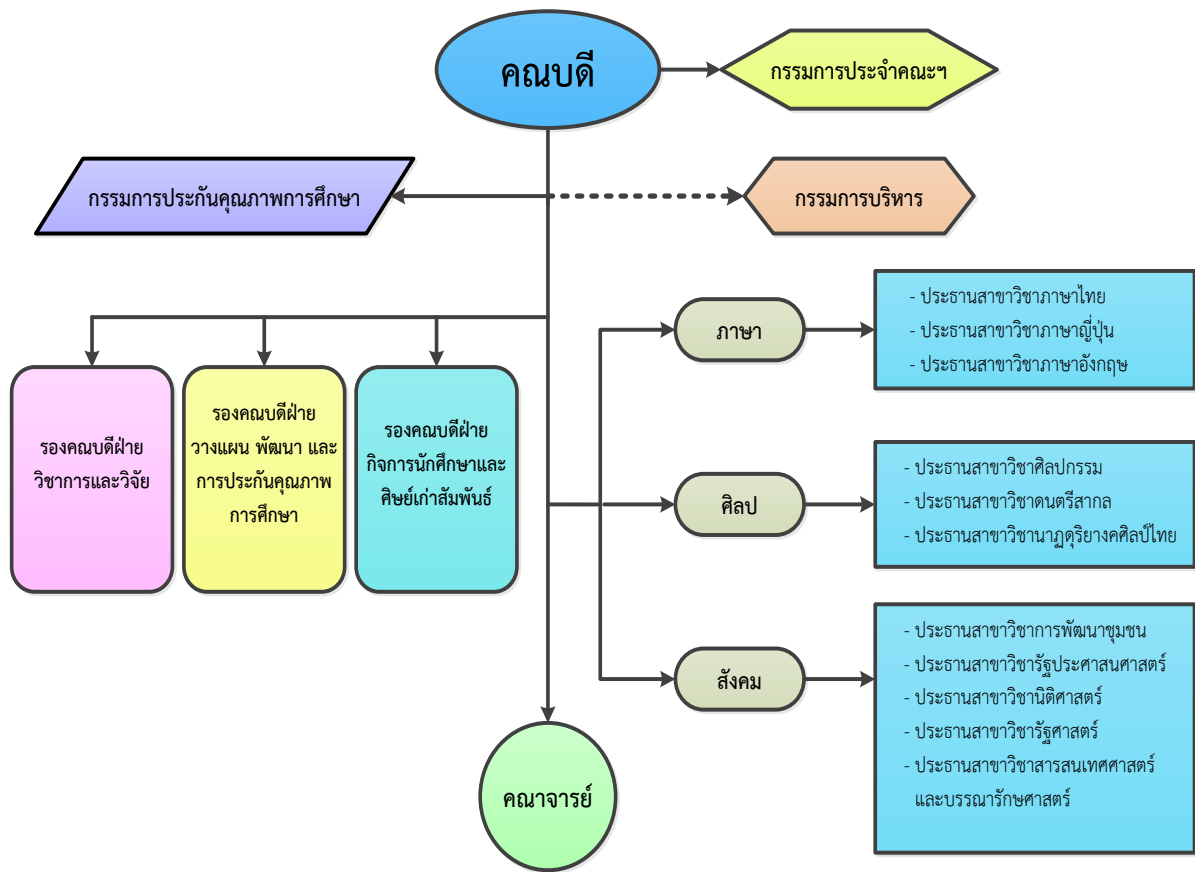 คณบดี
กรรมการประจำคณะฯ
กรรมการประกันคุณภาพการศึกษา
กรรมการบริหาร
รองคณบดีฝ่าย
วิชาการและวิจัย
รองคณบดีฝ่าย
วางแผน พัฒนา และ
การประกันคุณภาพ
การศึกษา
รองคณบดีฝ่าย
กิจการนักศึกษาและ
ศิษย์เก่าสัมพันธ์
ภาษา
- ประธานสาขาวิชาภาษาไทย
- ประธานสาขาวิชาภาษาญี่ปุ่น
- ประธานสาขาวิชาภาษาอังกฤษ
ศิลป
- ประธานสาขาวิชาศิลปกรรม
- ประธานสาขาวิชาดนตรีสากล
- ประธานสาขาวิชานาฏดุริยางคศิลป์ไทย
สังคม
- ประธานสาขาวิชาการพัฒนาชุมชน
- ประธานสาขาวิชารัฐประศาสนศาสตร์
- ประธานสาขาวิชานิติศาสตร์
- ประธานสาขาวิชารัฐศาสตร์
- ประธานสาขาวิชาสารสนเทศศาสตร์
และบรรณารักษศาสตร์
คณาจารย์